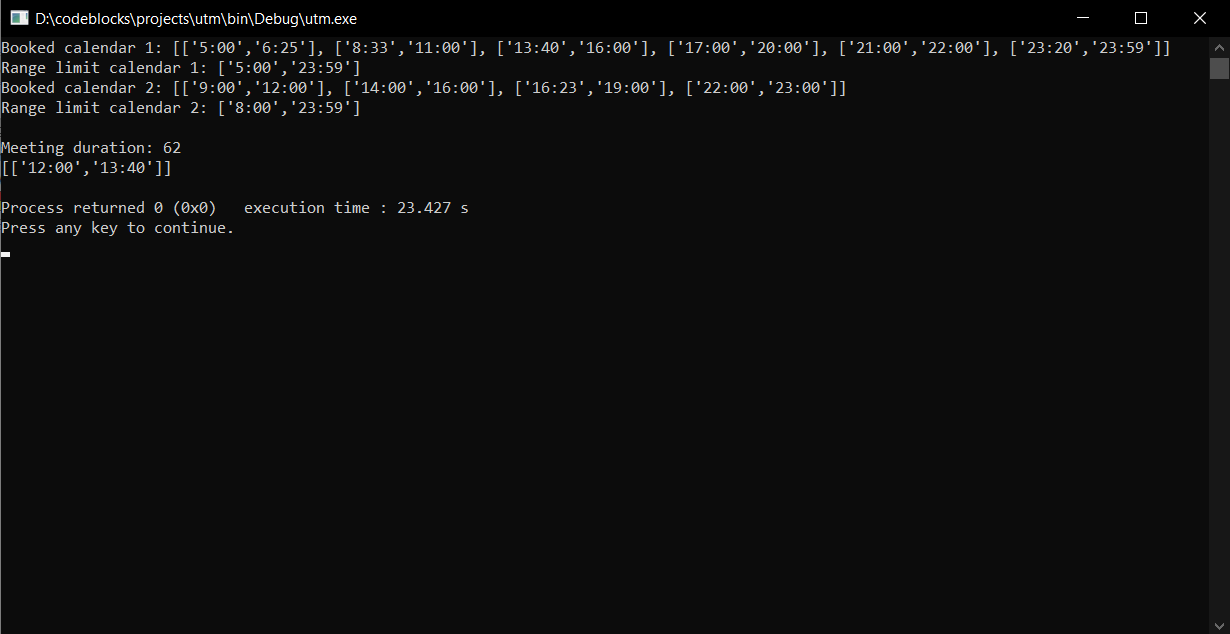 D:\codeblocks\projects\utm\bin\Debug\utm.exe
Booked calendar 1: [['5:00','6:25'], ['8:33','11:00'], ['13:40','16:00'], ['17:00','20:00'], ['21:00','22:00'], ['23:20','23:59']]
Range limit calendar 1: ['5:00','23:59']
Booked calendar 2: [['9:00','12:00'], ['14:00','16:00'], ['16:23','19:00'], ['22:00','23:00']]
Range limit calendar 2: ['8:00','23:59']
Meeting duration: 62
[['12:00','13:40']]
Process returned 0 (0x0)   execution time : 23.427 s
Press any key to continue.